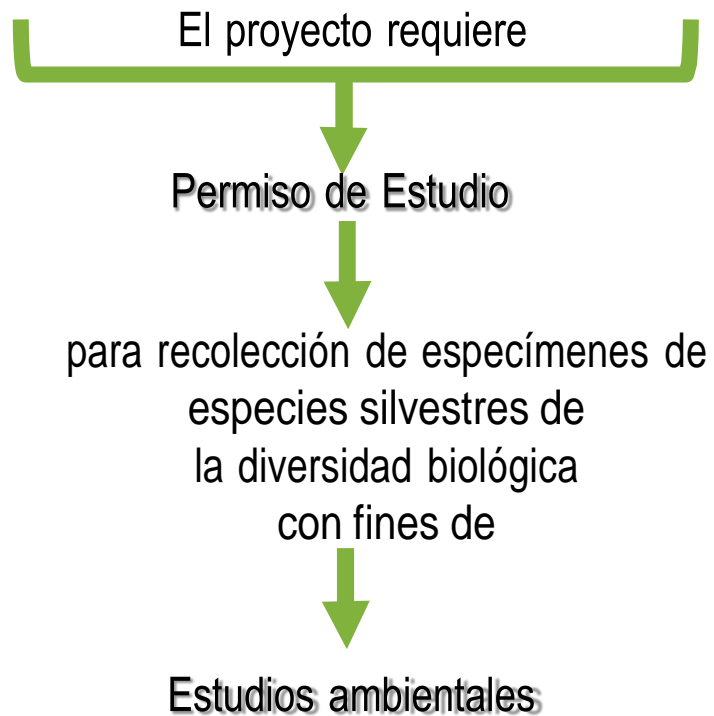 El proyecto requiere
Permiso de Estudio
para recolección de especímenes de
especies silvestres de
la diversidad biológica
con fines de
Estudios ambientales